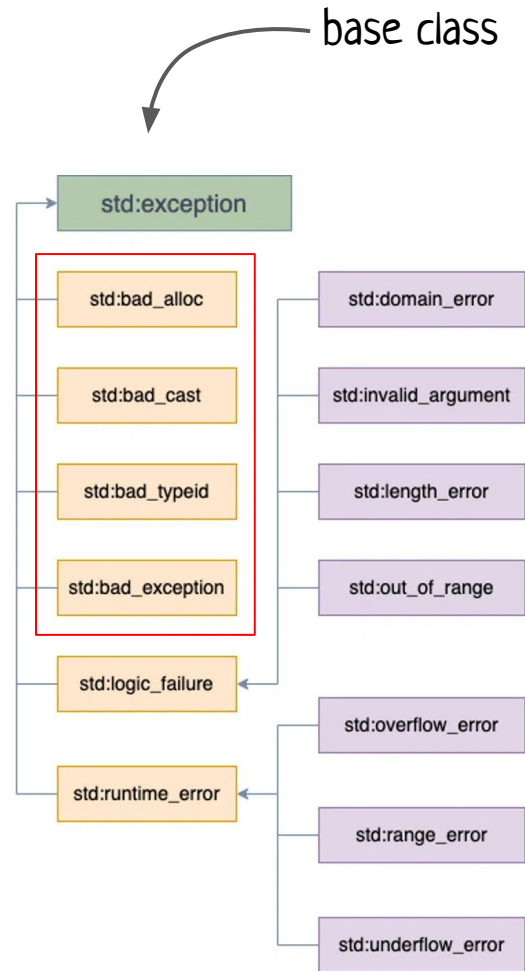 base class
std:exception
std:bad_alloc
std:domain_error
std:bad_cast
std:invalid_argument
std:bad_typeid
std:length_error
std:bad_exception
std:out_of_range
std:logic_failure
std:overflow_error
std:runtime_error
std:range_error
std:underflow_error